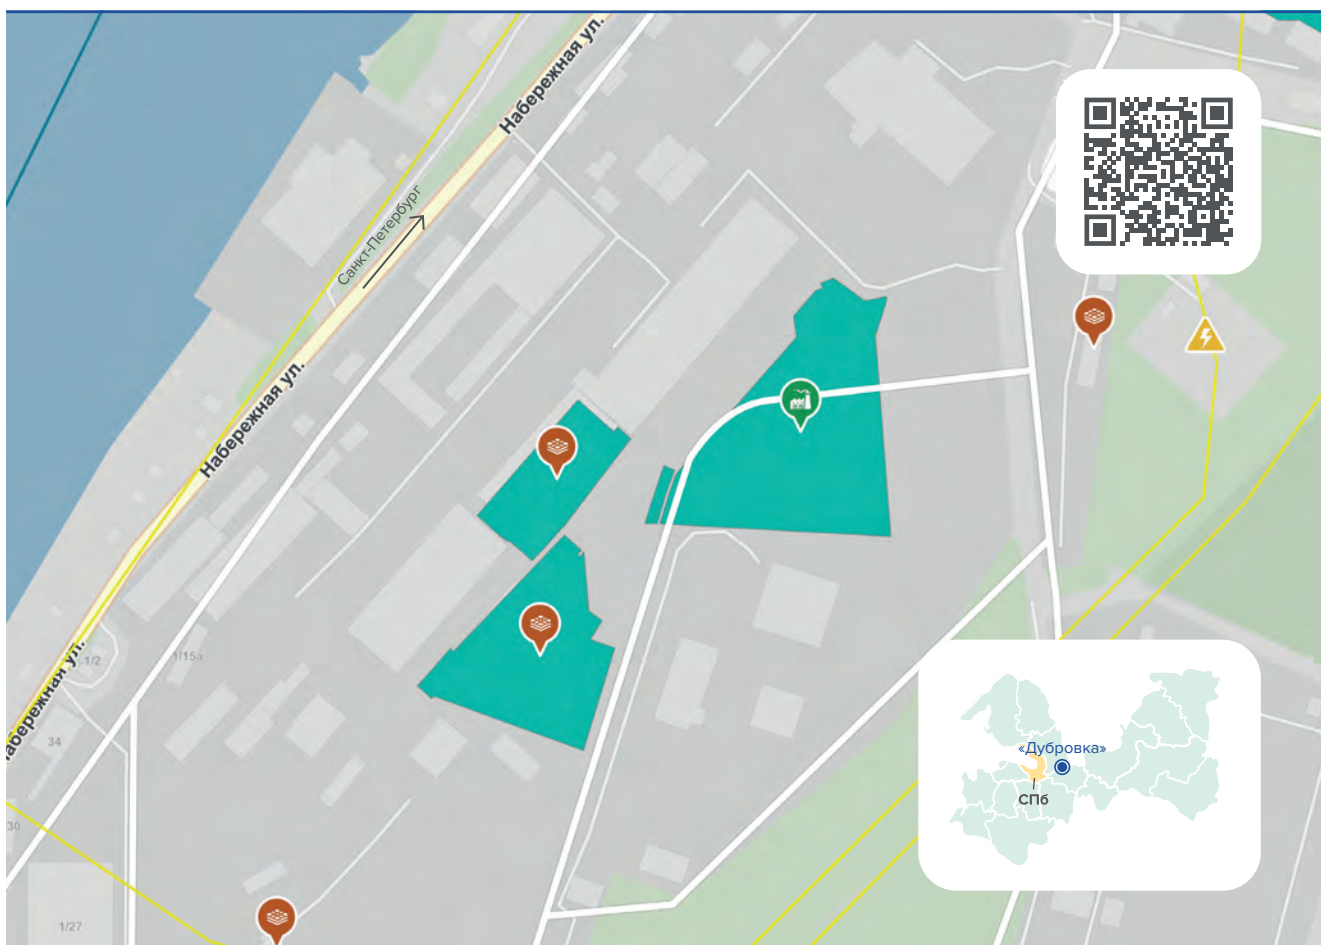 Набережная ул.
Санкт-Петербург
Набережная ул.
Набережная ул.
1/2
1/15а
34
30
1/27
«Дубровка»
СПб